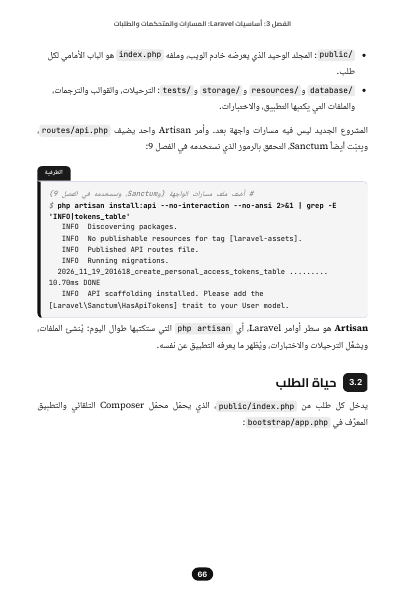 الفصل 3: أساسيات Laravel: المسارات والمتحكمات والطلبات
• public/: المجلد الوحيد الذي يعرضه خادم الويب، وملفه index.php هو الباب الأمامي لكل
طلب.
• database/ و resources/ و storage/ و tests/: الترحيلات، والقوالب والترجمات،
والملفات التي يكتبها التطبيق، والاختبارات.
المشروع الجديد ليس فيه مسارات واجهة بعد. وأمر Artisan واحد يضيف routes/api.php،
ويثبّت أيضاً Sanctum، التحقق بالرموز الذي نستخدمه في الفصل 9:
الطرفية
# أضف ملف مسارات الواجهة (وSanctum، وسنستخدمه في الفصل 9)
$ php artisan install:api --no-interaction --no-ansi 2>&1 | grep -E
'INFO|tokens_table'
INFO Discovering packages.
INFO No publishable resources for tag [laravel-assets].
INFO Published API routes file.
INFO Running migrations.
2026_11_19_201618_create_personal_access_tokens_table .........
10.70ms DONE
INFO API scaffolding installed. Please add the
[Laravel\Sanctum\HasApiTokens] trait to your User model.
Artisan هو سطر أوامر Laravel، أي php artisan التي ستكتبها طوال اليوم: يُنشئ الملفات،
ويشغّل الترحيلات والاختبارات، ويُظهر ما يعرفه التطبيق عن نفسه.
3.2 حياة الطلب
يدخل كل طلب من public/index.php، الذي يحمّل محمّل Composer التلقائي والتطبيق
المعرّف في bootstrap/app.php:
66